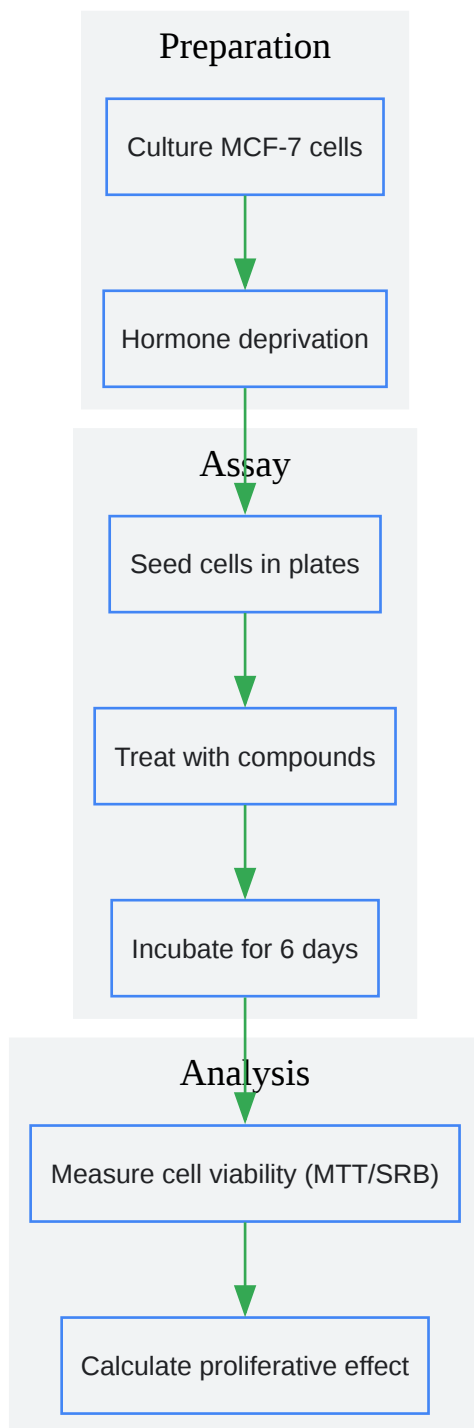 Preparation
Culture MCF-7 cells
Hormone deprivation
Assay
Seed cells in plates
Treat with compounds
Incubate for 6 days
Analysis
Measure cell viability (MTT/SRB)
Calculate proliferative effect